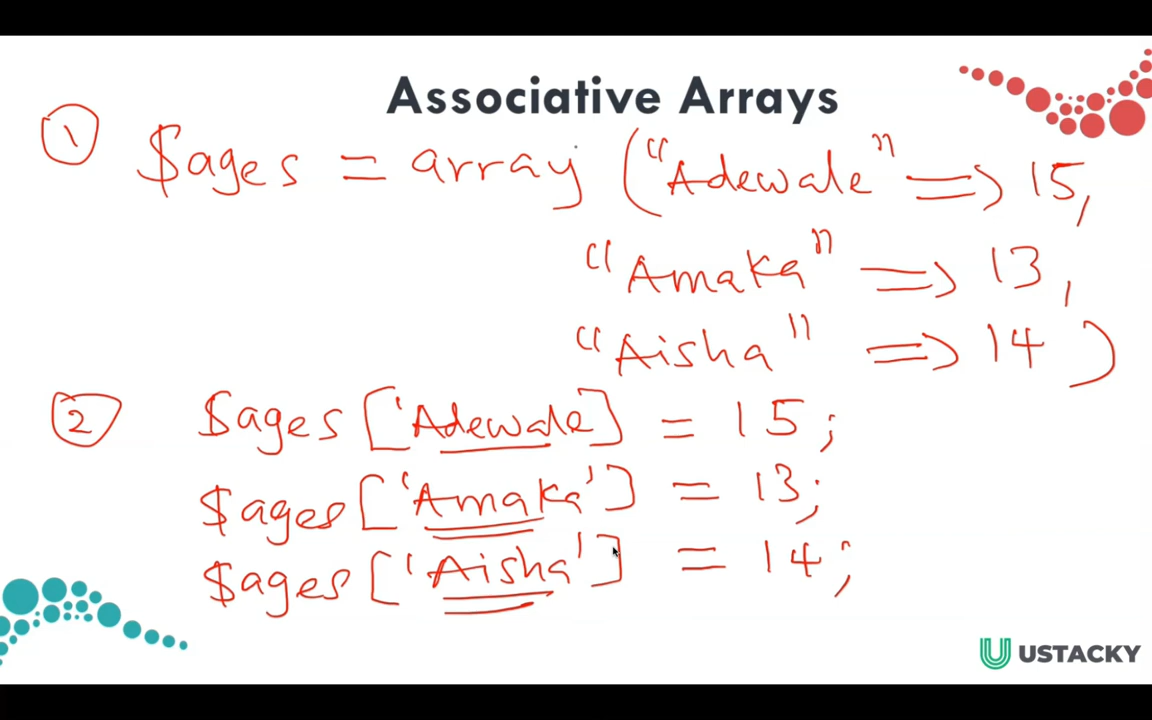 Associative Arrays
① $ages = array ("Adewale" => 15,
"Amaka" => 13,
"Aisha" => 14)
② $ages['Adewale] = 15;
$ages['Amaka'] = 13;
$ages['Aisha'] = 14;
USTACKY